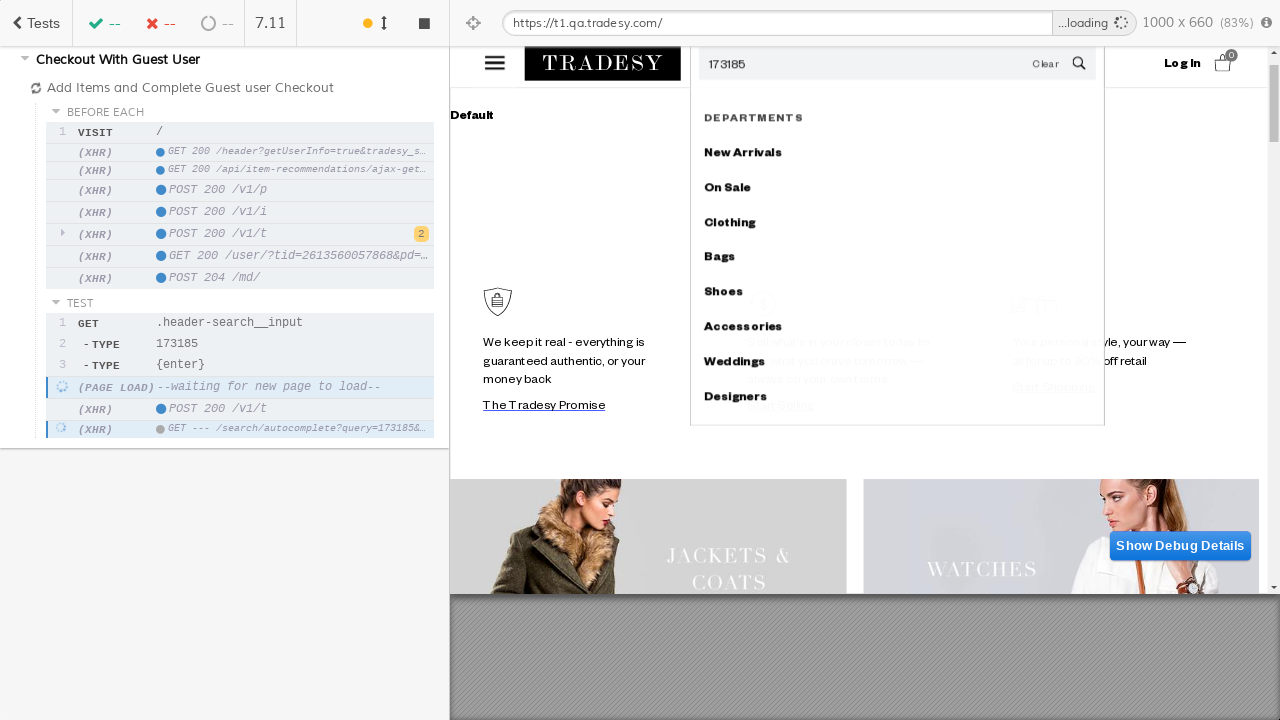 Tests
--
--
--
7.11
https://t1.qa.tradesy.com/
...loading
1000 x 660 (83%)
Checkout With Guest User
Add Items and Complete Guest user Checkout
BEFORE EACH
1 VISIT /
(XHR) GET 200 /header?getUserInfo=true&tradesy_s...
(XHR) GET 200 /api/item-recommendations/ajax-get...
(XHR) POST 200 /v1/p
(XHR) POST 200 /v1/i
(XHR) POST 200 /v1/t 2
(XHR) GET 200 /user/?tid=2613560057868&pd=...
(XHR) POST 204 /md/
TEST
1 GET .header-search__input
2 - TYPE 173185
3 - TYPE {enter}
(PAGE LOAD) --waiting for new page to load--
(XHR) POST 200 /v1/t
(XHR) GET --- /search/autocomplete?query=173185&...
TRADESY
173185
Clear
Log In
0
Default
DEPARTMENTS
New Arrivals
On Sale
Clothing
Bags
Shoes
Accessories
Weddings
Designers
We keep it real - everything is
guaranteed authentic, or your
money back
The Tradesy Promise
style, your way —
off retail
JACKETS &
COATS
WATCHES
Show Debug Details